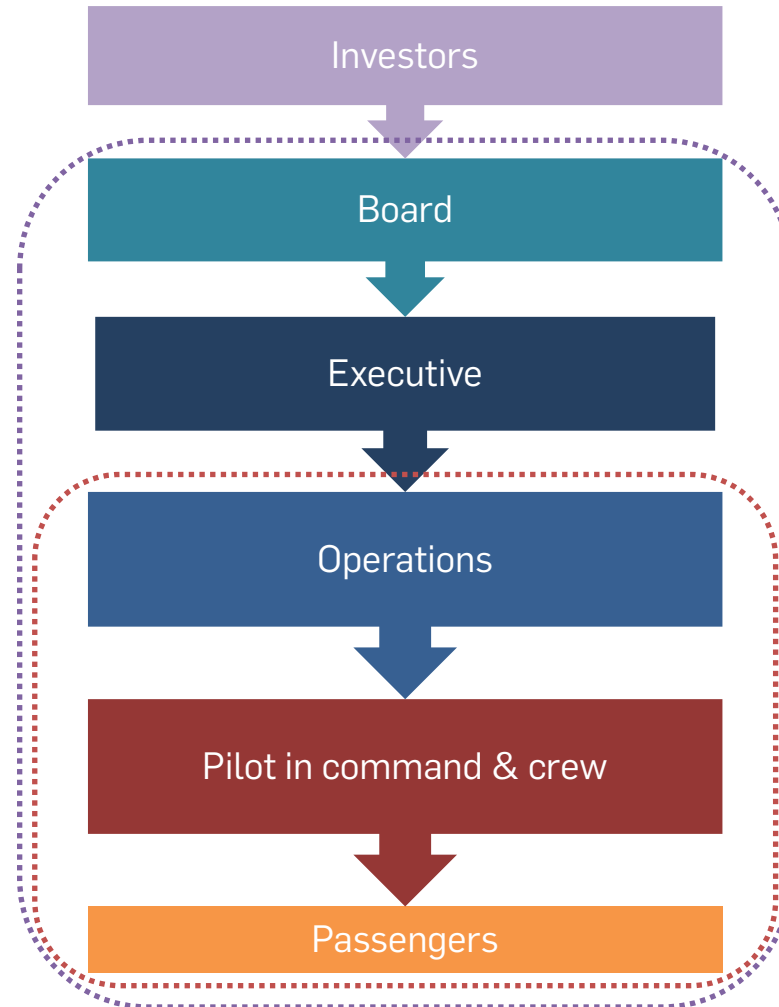 Investors
Board
Executive
Operations
Pilot in command & crew
Passengers